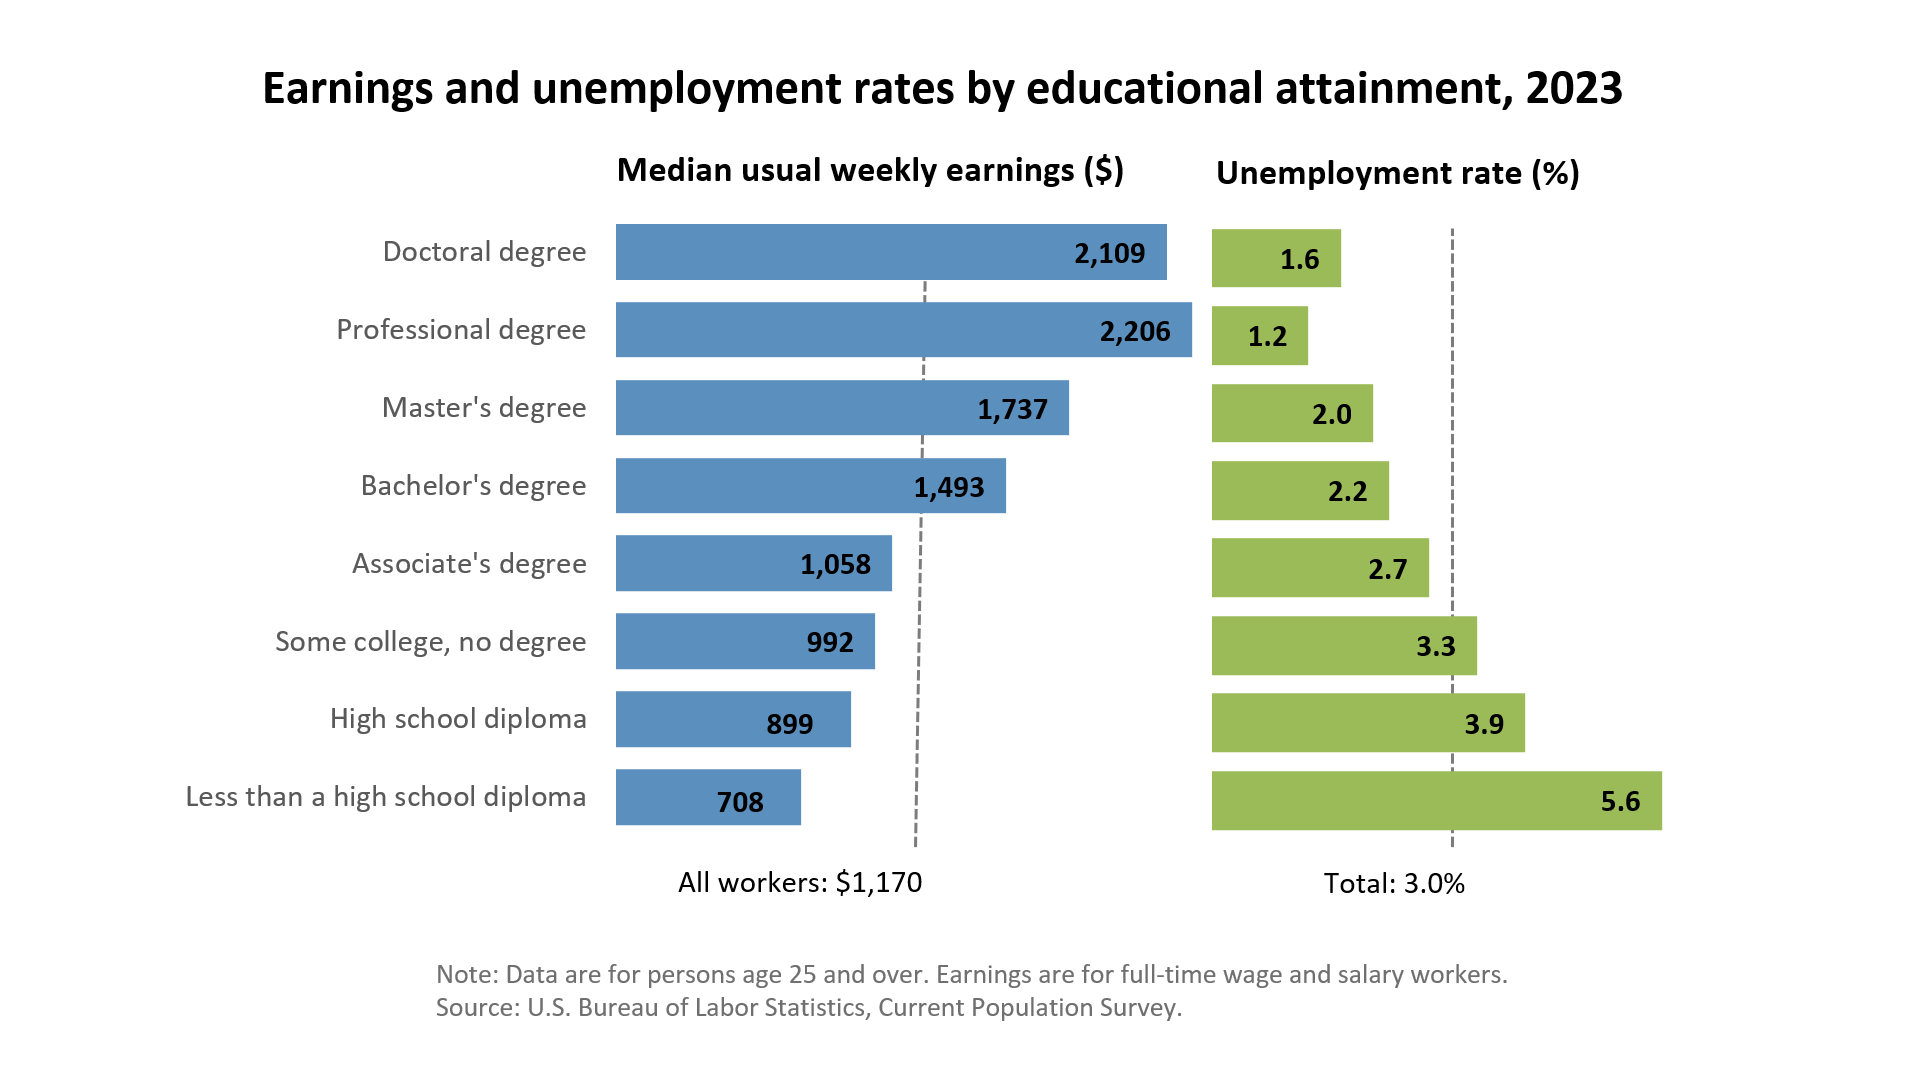 Earnings and unemployment rates by educational attainment, 2023
Median usual weekly earnings ($)
Unemployment rate (%)
Doctoral degree 2,109 1.6
Professional degree 2,206 1.2
Master's degree 1,737 2.0
Bachelor's degree 1,493 2.2
Associate's degree 1,058 2.7
Some college, no degree 992 3.3
High school diploma 899 3.9
Less than a high school diploma 708 5.6
All workers: $1,170
Total: 3.0%
Note: Data are for persons age 25 and over. Earnings are for full-time wage and salary workers.
Source: U.S. Bureau of Labor Statistics, Current Population Survey.